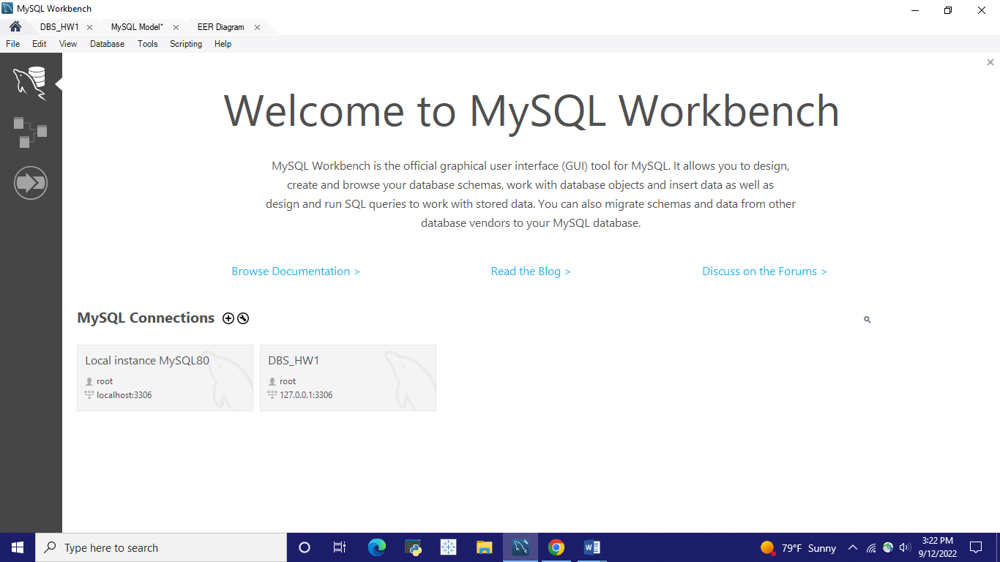 MySQL Workbench
DBS_HW1
MySQL Model*
EER Diagram
File Edit View Database Tools Scripting Help
Welcome to MySQL Workbench
MySQL Workbench is the official graphical user interface (GUI) tool for MySQL. It allows you to design,
create and browse your database schemas, work with database objects and insert data as well as
design and run SQL queries to work with stored data. You can also migrate schemas and data from other
database vendors to your MySQL database.
Browse Documentation >
Read the Blog >
Discuss on the Forums >
MySQL Connections
Local instance MySQL80
root
localhost:3306
DBS_HW1
root
127.0.0.1:3306
Type here to search
79°F Sunny
3:22 PM
9/12/2022